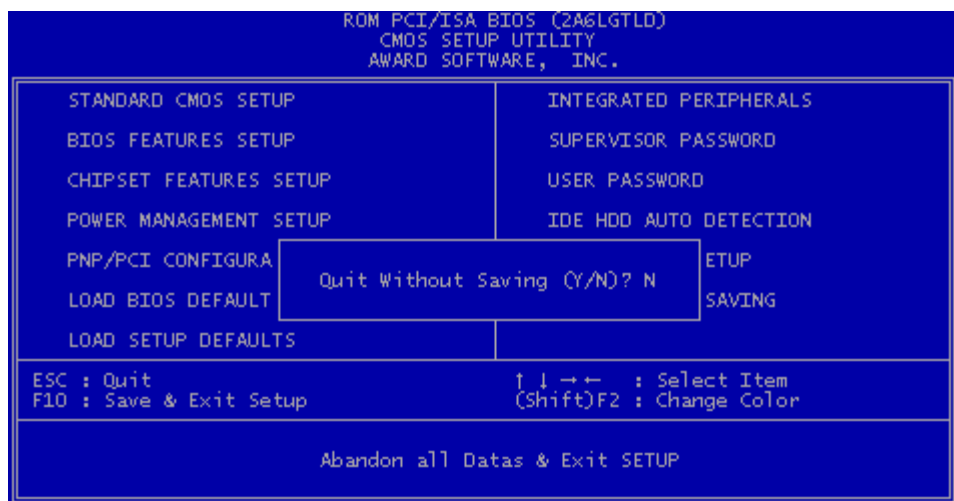 ROM PCI/ISA BIOS (2A6LGTLD)
CMOS SETUP UTILITY
AWARD SOFTWARE, INC.
STANDARD CMOS SETUP
BIOS FEATURES SETUP
CHIPSET FEATURES SETUP
POWER MANAGEMENT SETUP
PNP/PCI CONFIGURA
LOAD BIOS DEFAULT
LOAD SETUP DEFAULTS
INTEGRATED PERIPHERALS
SUPERVISOR PASSWORD
USER PASSWORD
IDE HDD AUTO DETECTION
ETUP
SAVING
Quit Without Saving (Y/N)? N
ESC : Quit
F10 : Save & Exit Setup
↑ ↓ → ← : Select Item
(Shift)F2 : Change Color
Abandon all Datas & Exit SETUP